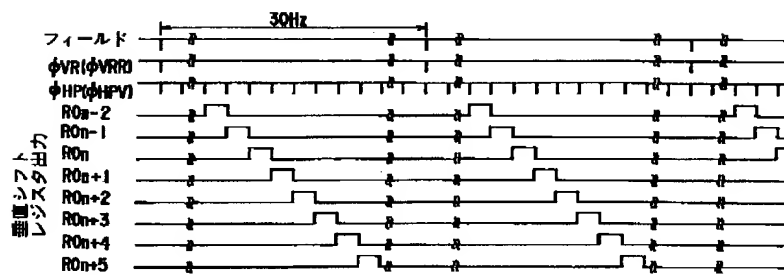 30Hz
フィールド
φVR(φVRR)
φHP(φHPV)
垂直シフト
レジスタ出力
ROn-2
ROn-1
ROn
ROn+1
ROn+2
ROn+3
ROn+4
ROn+5